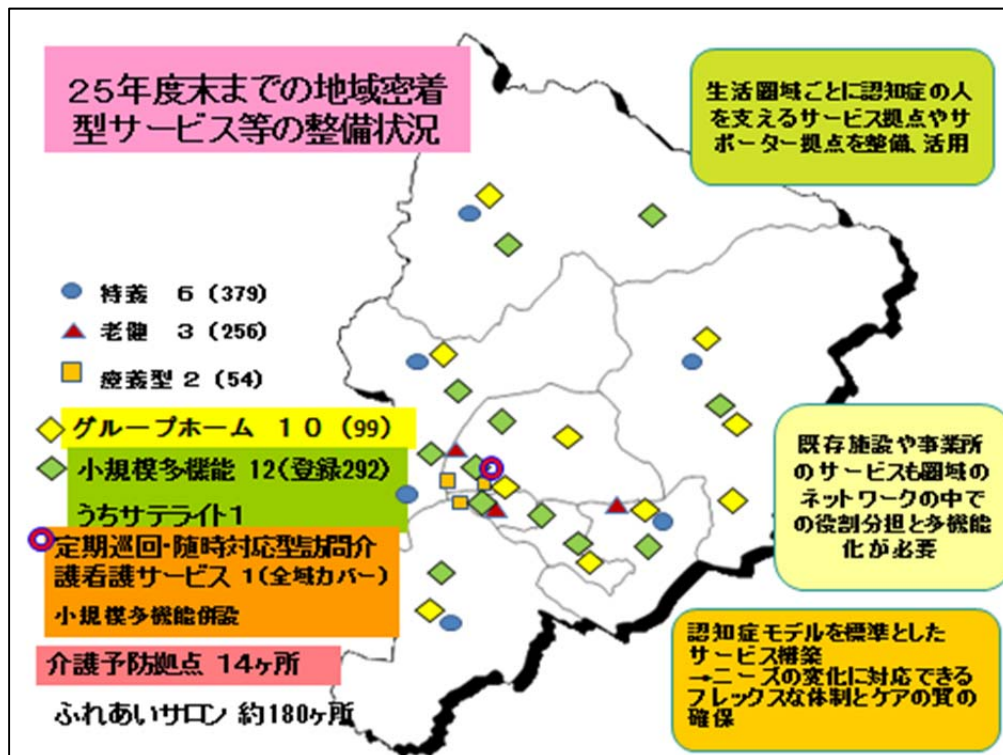 25年度末までの地域密着
型サービス等の整備状況
生活圏域ごとに認知症の人
を支えるサービス拠点やサ
ポーター拠点を整備、活用
特養 6 (379)
老健 3 (256)
療養型 2 (54)
グループホーム 10 (99)
小規模多機能 12(登録292)
うちサテライト1
定期巡回・随時対応型訪問介
護看護サービス 1(全域カバー)
小規模多機能併設
介護予防拠点 14ヶ所
ふれあいサロン 約180ヶ所
既存施設や事業所
のサービスも圏域の
ネットワークの中で
の役割分担と多機能
化が必要
認知症モデルを標準とした
サービス構築
→ニーズの変化に対応できる
フレックスな体制とケアの質の
確保